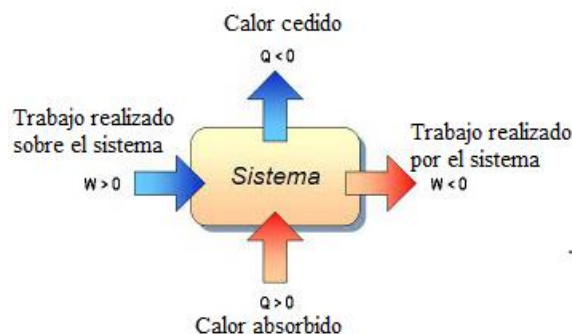 Calor cedido
Q < 0
Trabajo realizado
sobre el sistema
W > 0
Sistema
Trabajo realizado
por el sistema
W < 0
Q > 0
Calor absorbido